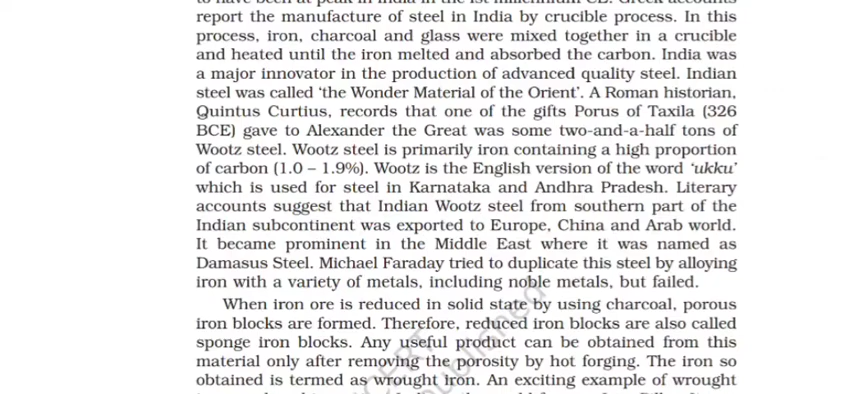 to have been at peak in India in the Ist millennium CE. Greek accounts
report the manufacture of steel in India by crucible process. In this
process, iron, charcoal and glass were mixed together in a crucible
and heated until the iron melted and absorbed the carbon. India was
a major innovator in the production of advanced quality steel. Indian
steel was called ‘the Wonder Material of the Orient’. A Roman historian,
Quintus Curtius, records that one of the gifts Porus of Taxila (326
BCE) gave to Alexander the Great was some two-and-a-half tons of
Wootz steel. Wootz steel is primarily iron containing a high proportion
of carbon (1.0 – 1.9%). Wootz is the English version of the word ‘ukku’
which is used for steel in Karnataka and Andhra Pradesh. Literary
accounts suggest that Indian Wootz steel from southern part of the
Indian subcontinent was exported to Europe, China and Arab world.
It became prominent in the Middle East where it was named as
Damasus Steel. Michael Faraday tried to duplicate this steel by alloying
iron with a variety of metals, including noble metals, but failed.
When iron ore is reduced in solid state by using charcoal, porous
iron blocks are formed. Therefore, reduced iron blocks are also called
sponge iron blocks. Any useful product can be obtained from this
material only after removing the porosity by hot forging. The iron so
obtained is termed as wrought iron. An exciting example of wrought